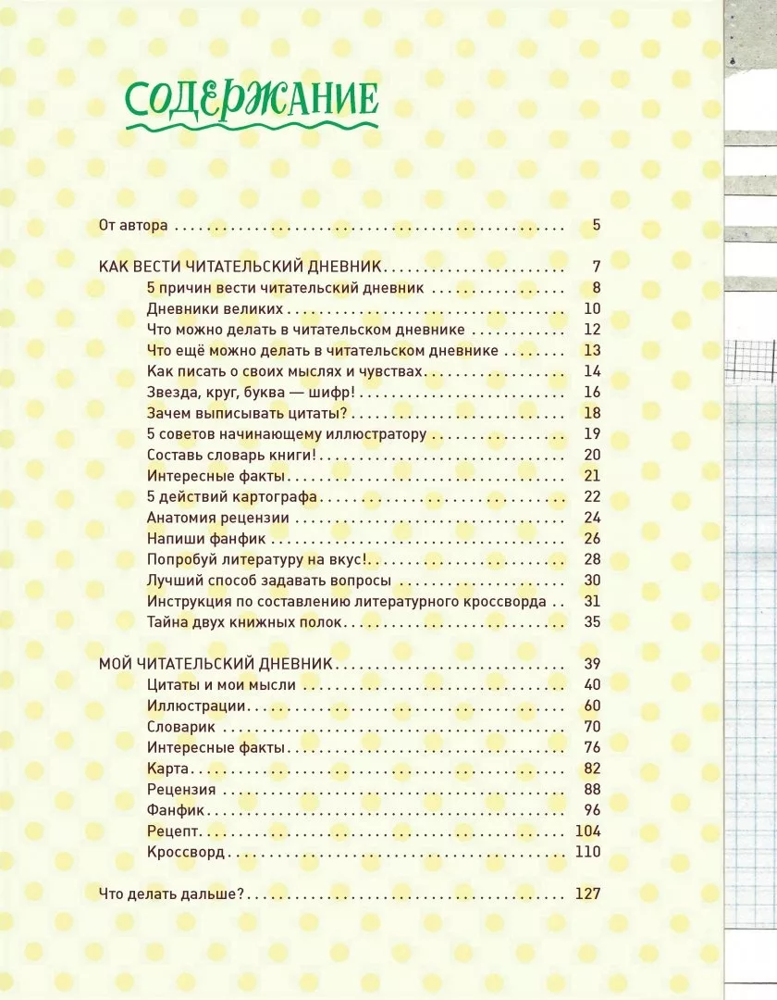 СОДЕРЖАНИЕ
От автора ........ 5
КАК ВЕСТИ ЧИТАТЕЛЬСКИЙ ДНЕВНИК ........ 7
5 причин вести читательский дневник ........ 8
Дневники великих ........ 10
Что можно делать в читательском дневнике ........ 12
Что ещё можно делать в читательском дневнике ........ 13
Как писать о своих мыслях и чувствах ........ 14
Звезда, круг, буква — шифр! ........ 16
Зачем выписывать цитаты? ........ 18
5 советов начинающему иллюстратору ........ 19
Составь словарь книги! ........ 20
Интересные факты ........ 21
5 действий картографа ........ 22
Анатомия рецензии ........ 24
Напиши фанфик ........ 26
Попробуй литературу на вкус! ........ 28
Лучший способ задавать вопросы ........ 30
Инструкция по составлению литературного кроссворда .. 31
Тайна двух книжных полок ........ 35
МОЙ ЧИТАТЕЛЬСКИЙ ДНЕВНИК ........ 39
Цитаты и мои мысли ........ 40
Иллюстрации ........ 60
Словарик ........ 70
Интересные факты ........ 76
Карта ........ 82
Рецензия ........ 88
Фанфик ........ 96
Рецепт ........ 104
Кроссворд ........ 110
Что делать дальше? ........ 127